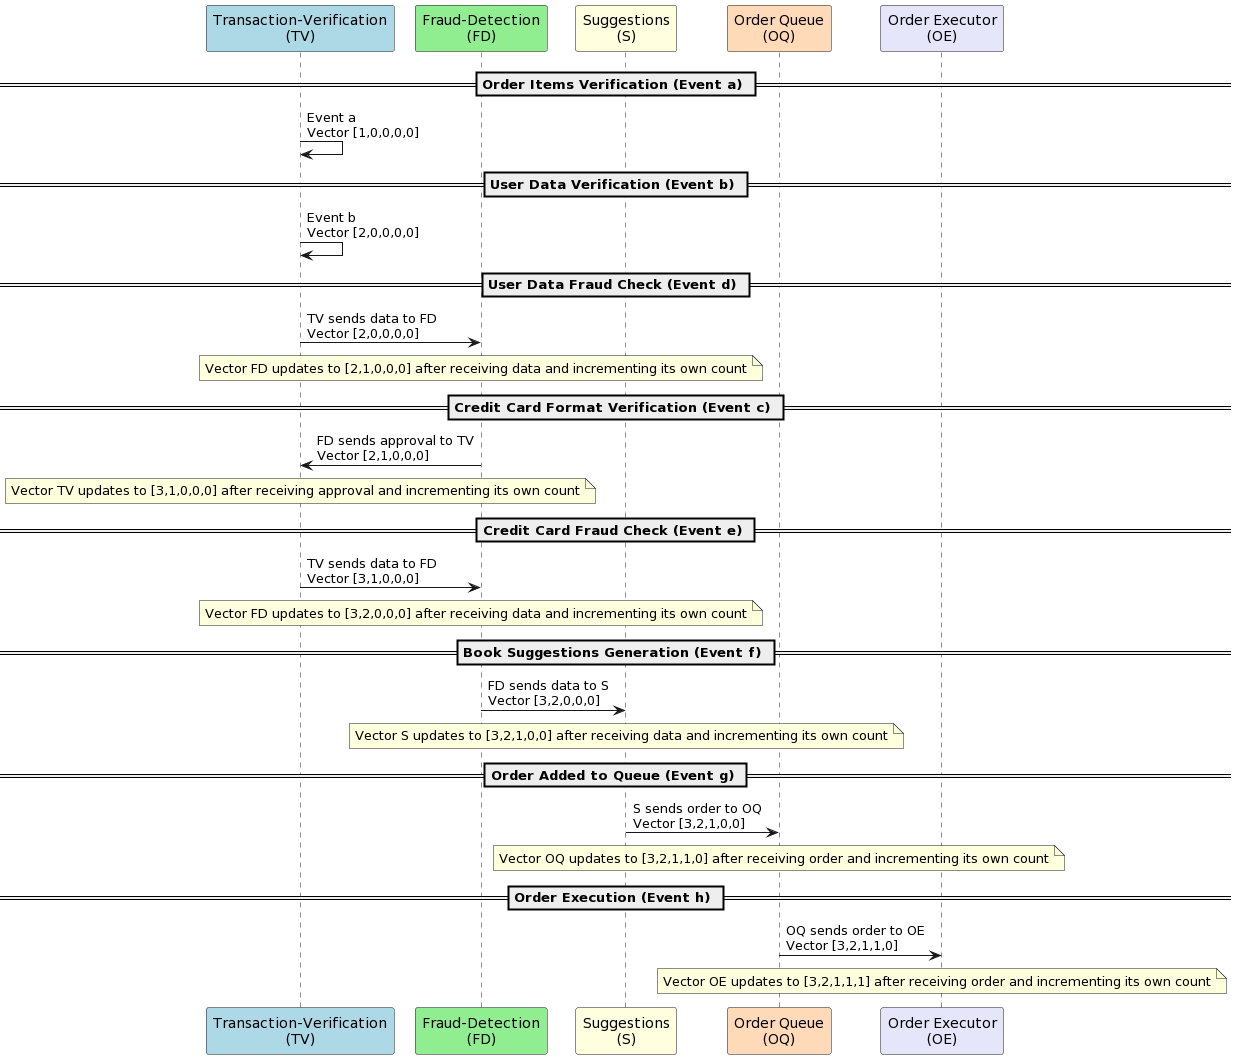 Transaction-Verification
(TV)
Fraud-Detection
(FD)
Suggestions
(S)
Order Queue
(OQ)
Order Executor
(OE)
Order Items Verification (Event a)
Event a
Vector [1,0,0,0,0]
User Data Verification (Event b)
Event b
Vector [2,0,0,0,0]
User Data Fraud Check (Event d)
TV sends data to FD
Vector [2,0,0,0,0]
Vector FD updates to [2,1,0,0,0] after receiving data and incrementing its own count
Credit Card Format Verification (Event c)
FD sends approval to TV
Vector [2,1,0,0,0]
Vector TV updates to [3,1,0,0,0] after receiving approval and incrementing its own count
Credit Card Fraud Check (Event e)
TV sends data to FD
Vector [3,1,0,0,0]
Vector FD updates to [3,2,0,0,0] after receiving data and incrementing its own count
Book Suggestions Generation (Event f)
FD sends data to S
Vector [3,2,0,0,0]
Vector S updates to [3,2,1,0,0] after receiving data and incrementing its own count
Order Added to Queue (Event g)
S sends order to OQ
Vector [3,2,1,0,0]
Vector OQ updates to [3,2,1,1,0] after receiving order and incrementing its own count
Order Execution (Event h)
OQ sends order to OE
Vector [3,2,1,1,0]
Vector OE updates to [3,2,1,1,1] after receiving order and incrementing its own count
Transaction-Verification
(TV)
Fraud-Detection
(FD)
Suggestions
(S)
Order Queue
(OQ)
Order Executor
(OE)